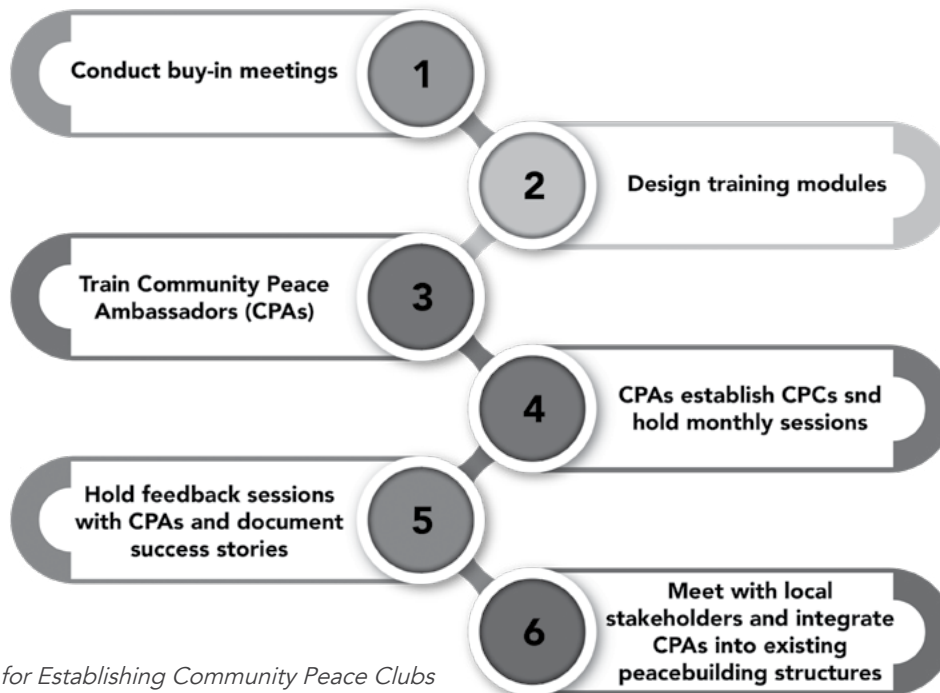 Conduct buy-in meetings
1
2
Design training modules
Train Community Peace
Ambassadors (CPAs)
3
4
CPAs establish CPCs snd
hold monthly sessions
Hold feedback sessions
with CPAs and document
success stories
5
6
Meet with local
stakeholders and integrate
CPAs into existing
peacebuilding structures
for Establishing Community Peace Clubs